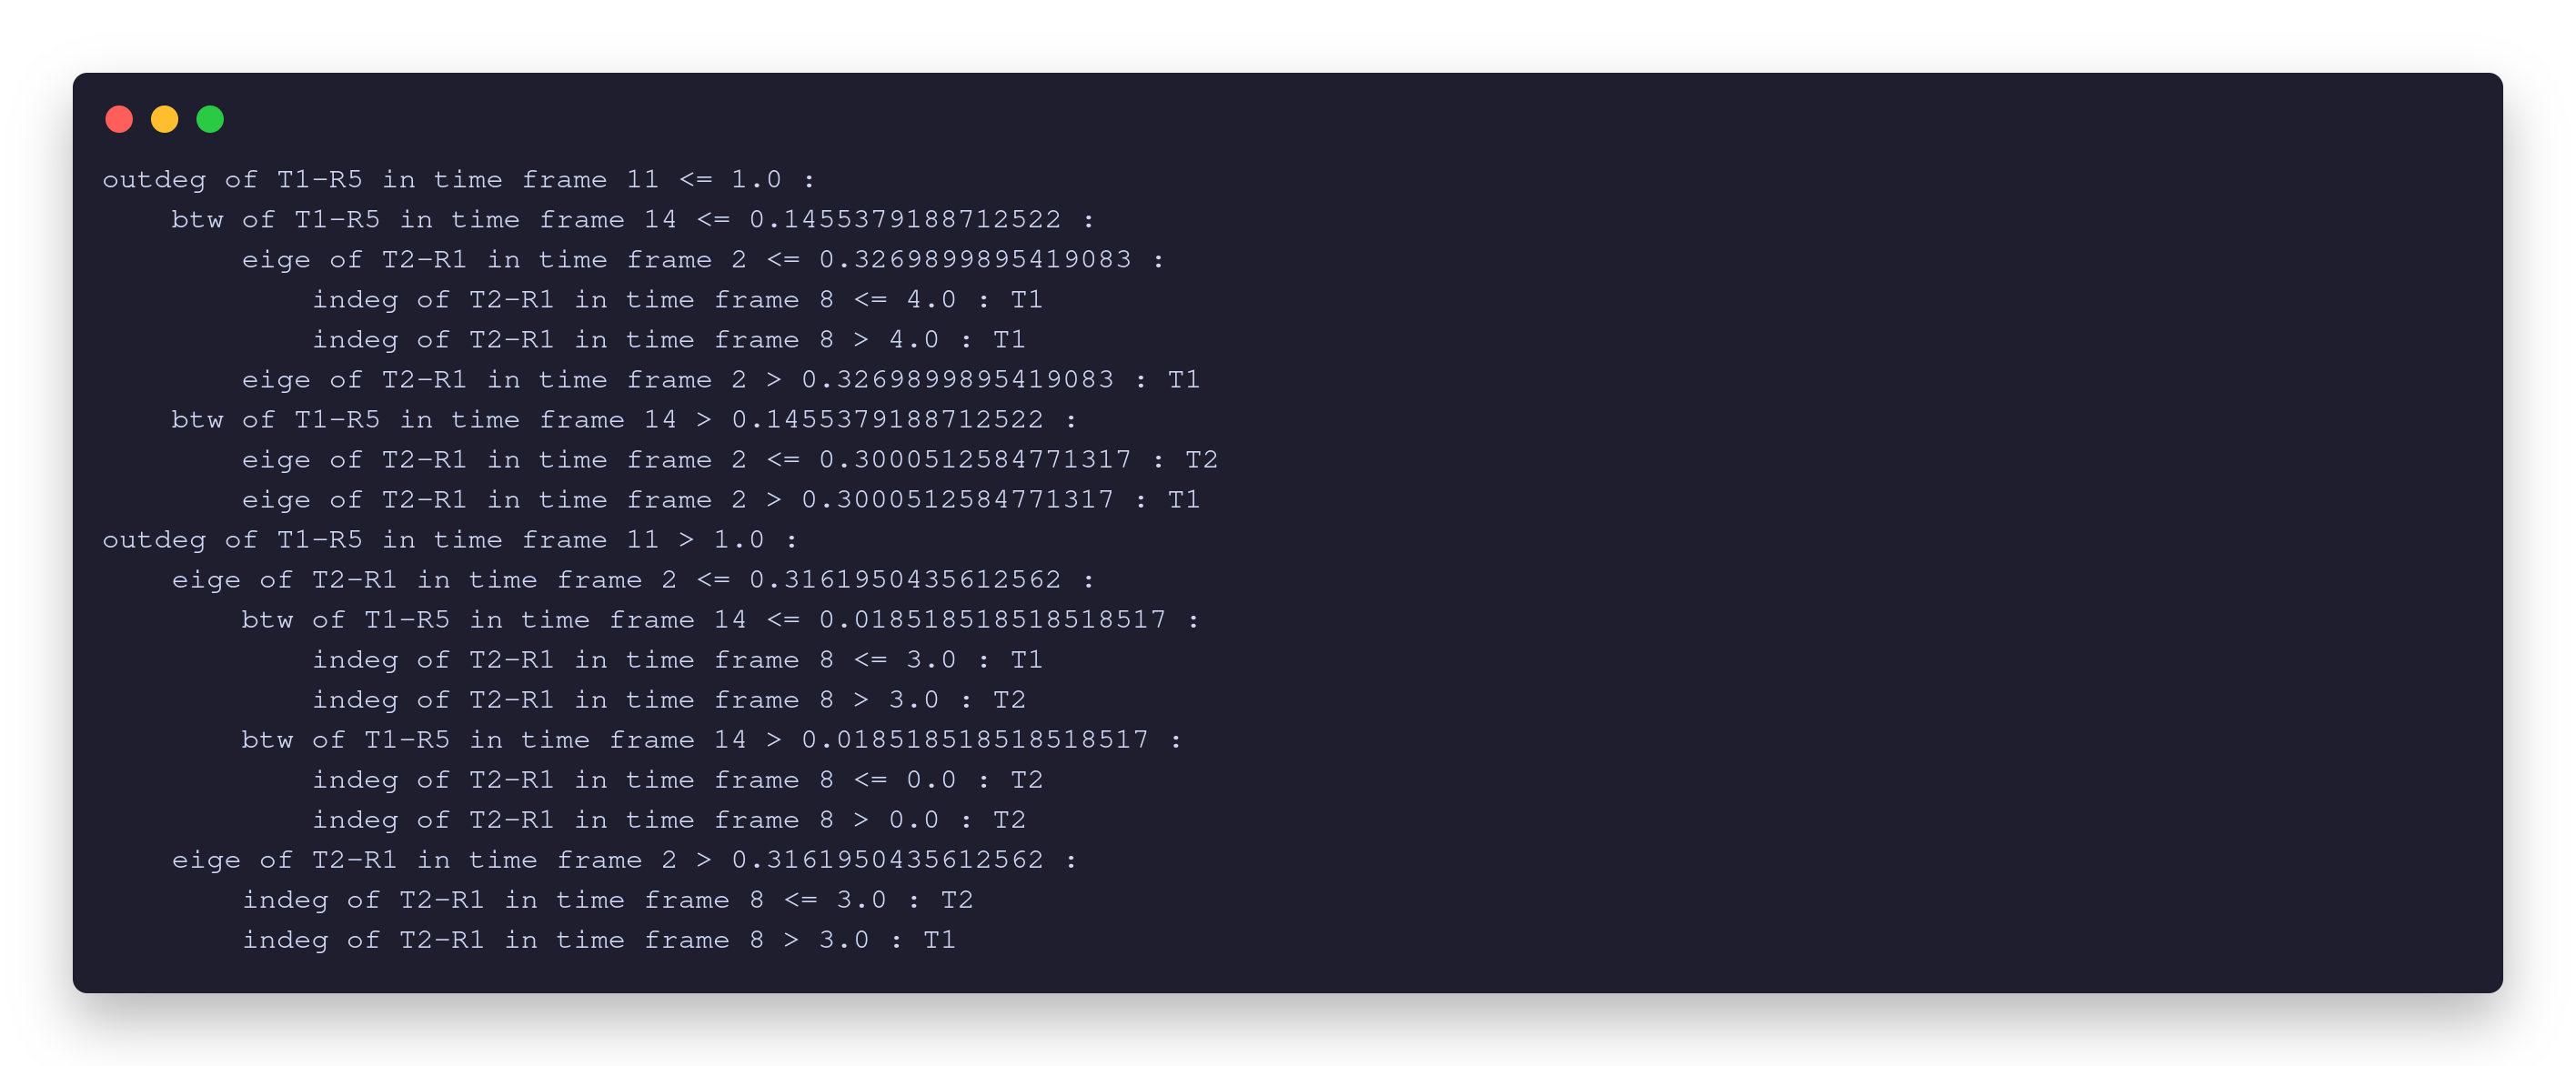 outdeg of T1-R5 in time frame 11 <= 1.0 :
    btw of T1-R5 in time frame 14 <= 0.1455379188712522 :
        eige of T2-R1 in time frame 2 <= 0.3269899895419083 :
            indeg of T2-R1 in time frame 8 <= 4.0 : T1
            indeg of T2-R1 in time frame 8 > 4.0 : T1
        eige of T2-R1 in time frame 2 > 0.3269899895419083 : T1
    btw of T1-R5 in time frame 14 > 0.1455379188712522 :
        eige of T2-R1 in time frame 2 <= 0.3000512584771317 : T2
        eige of T2-R1 in time frame 2 > 0.3000512584771317 : T1
outdeg of T1-R5 in time frame 11 > 1.0 :
    eige of T2-R1 in time frame 2 <= 0.3161950435612562 :
        btw of T1-R5 in time frame 14 <= 0.018518518518518517 :
            indeg of T2-R1 in time frame 8 <= 3.0 : T1
            indeg of T2-R1 in time frame 8 > 3.0 : T2
        btw of T1-R5 in time frame 14 > 0.018518518518518517 :
            indeg of T2-R1 in time frame 8 <= 0.0 : T2
            indeg of T2-R1 in time frame 8 > 0.0 : T2
    eige of T2-R1 in time frame 2 > 0.3161950435612562 :
        indeg of T2-R1 in time frame 8 <= 3.0 : T2
        indeg of T2-R1 in time frame 8 > 3.0 : T1